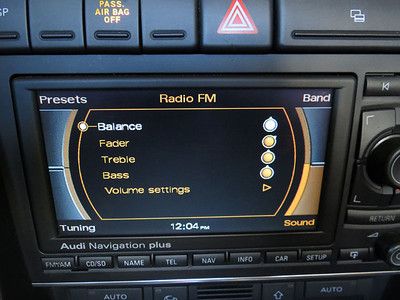 SP
PASS.
AIR BAG
OFF
Presets
Radio FM
Band
Balance
Fader
Treble
Bass
Volume settings
Tuning
12:04 PM
Sound
Audi Navigation plus
RETURN
FM/AM
CD/SD
NAME
TEL
NAV
INFO
CAR
SETUP
AUTO
AUTO